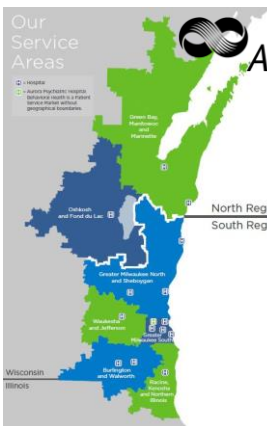 Our
Service
Areas
= Hospital
= Aurora Psychiatric Hospital
Behavioral Health is a Patient
Service Market without
geographical boundaries.
A
Green Bay,
Manitowoc
and
Marinette
Oshkosh
and Fond du Lac
North Reg
South Reg
Greater Milwaukee North
and Sheboygan
Waukesha
and Jefferson
Greater
Milwaukee South
Wisconsin
Illinois
Burlington
and Walworth
Racine,
Kenosha
and Northern
Illinois